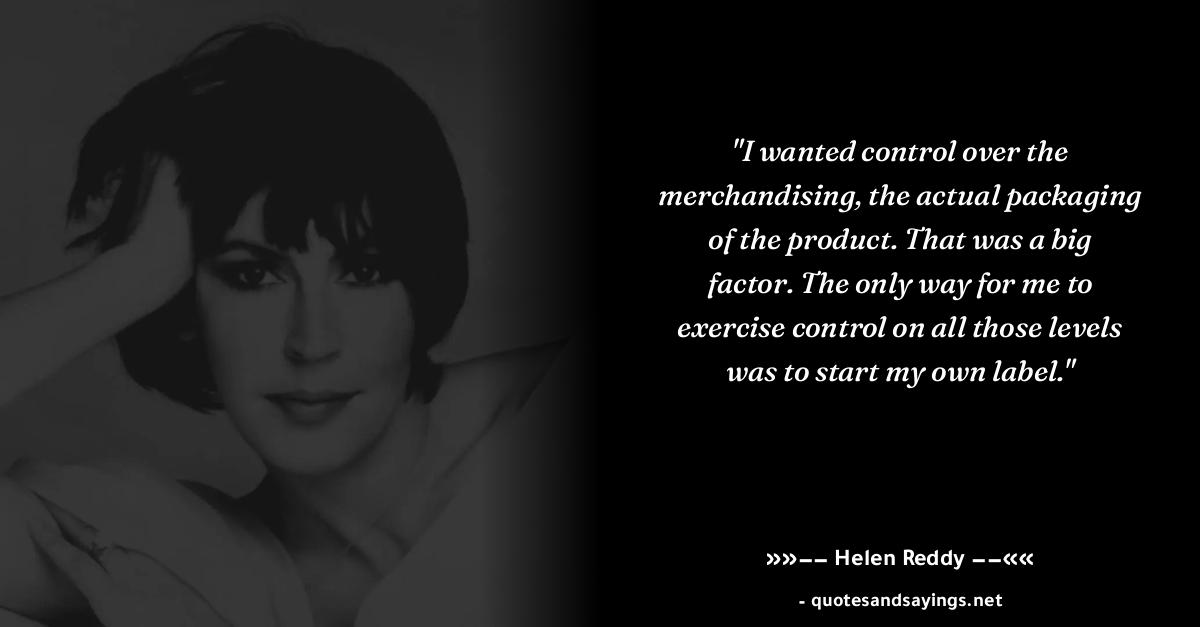 "I wanted control over the
merchandising, the actual packaging
of the product. That was a big
factor. The only way for me to
exercise control on all those levels
was to start my own label."
»»–– Helen Reddy ––««
- quotesandsayings.net